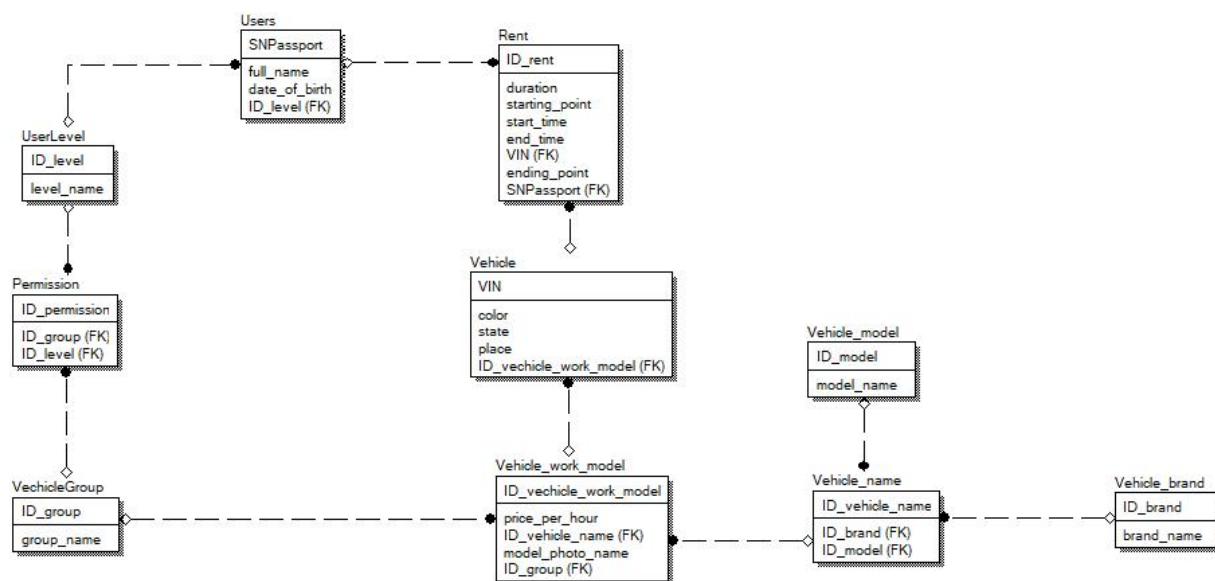 Users
SNPassport
full_name
date_of_birth
ID_level (FK)
Rent
ID_rent
duration
starting_point
start_time
end_time
VIN (FK)
ending_point
SNPassport (FK)
UserLevel
ID_level
level_name
Permission
ID_permission
ID_group (FK)
ID_level (FK)
Vehicle
VIN
color
state
place
ID_vechicle_work_model (FK)
Vehicle_model
ID_model
model_name
VechicleGroup
ID_group
group_name
Vehicle_work_model
ID_vechicle_work_model
price_per_hour
ID_vehicle_name (FK)
model_photo_name
ID_group (FK)
Vehicle_name
ID_vehicle_name
ID_brand (FK)
ID_model (FK)
Vehicle_brand
ID_brand
brand_name